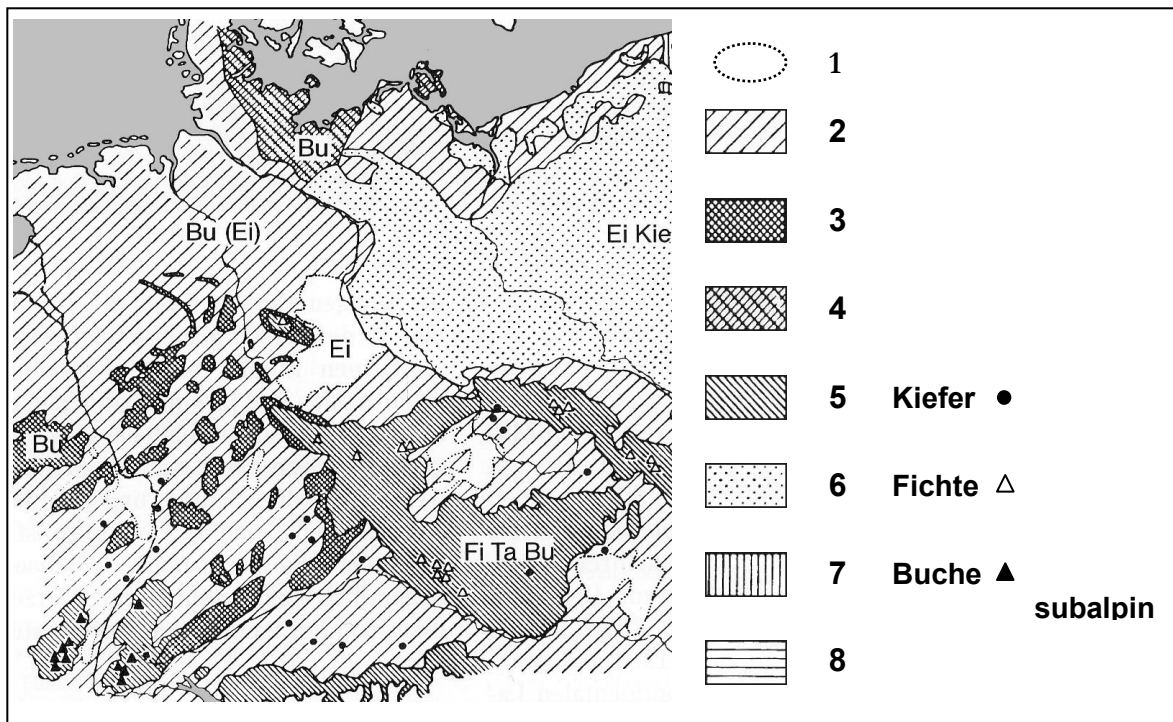 Bu
Bu (Ei)
Ei Kie
Ei
Bu
Fi Ta Bu
1
2
3
4
5 Kiefer
6 Fichte
7 Buche
subalpin
8